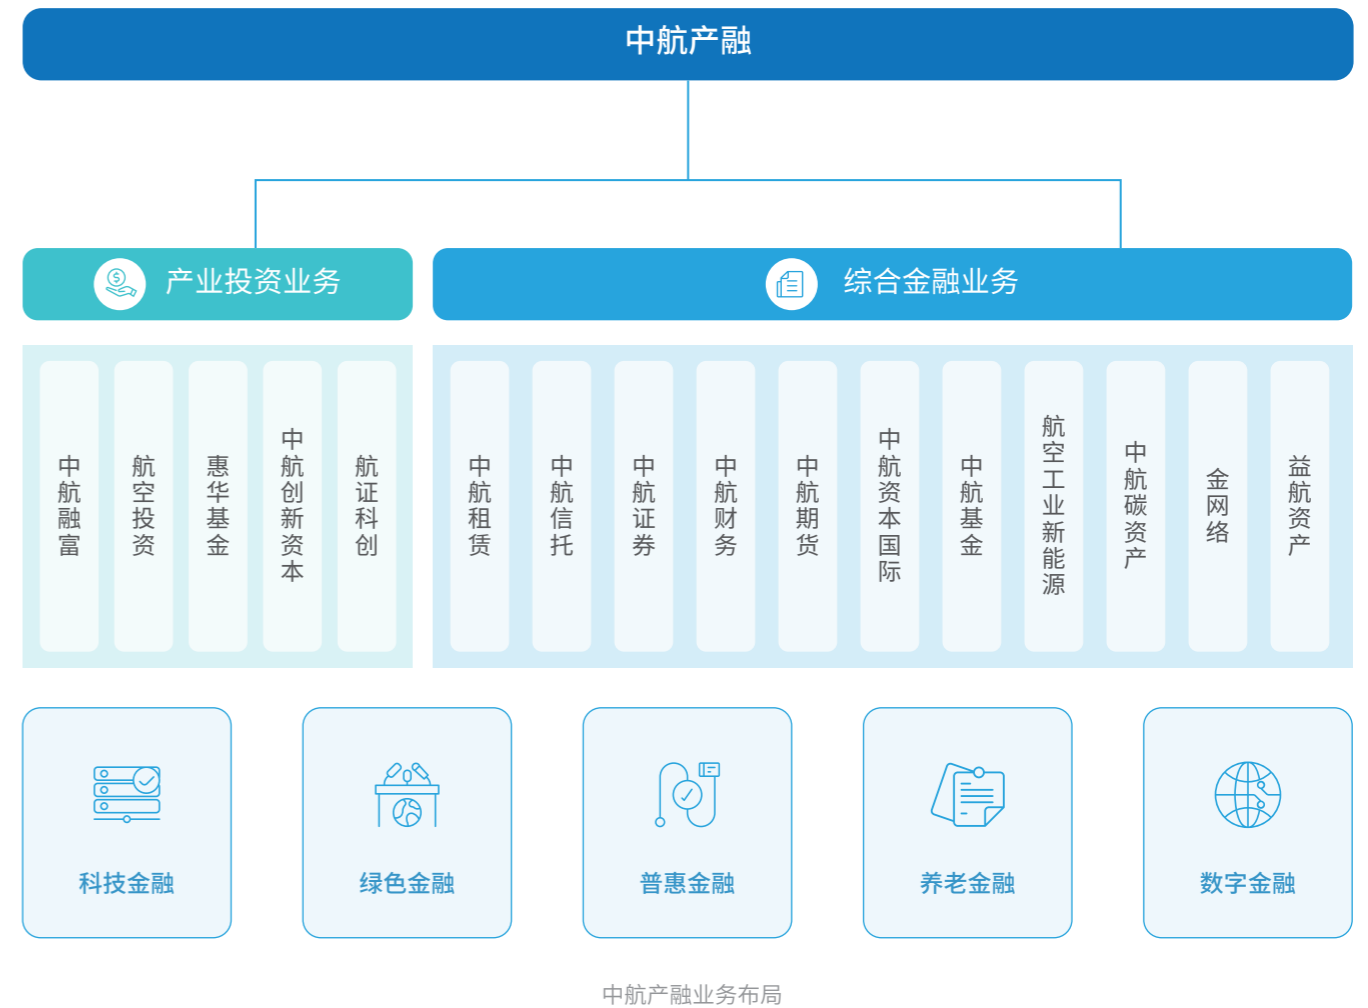 中航产融
产业投资业务
综合金融业务
中航融富
航空投资
惠华基金
中航创新资本
航证科创
中航租赁
中航信托
中航证券
中航财务
中航期货
中航资本国际
中航基金
航空工业新能源
中航碳资产
金网络
益航资产
科技金融
绿色金融
普惠金融
养老金融
数字金融
中航产融业务布局